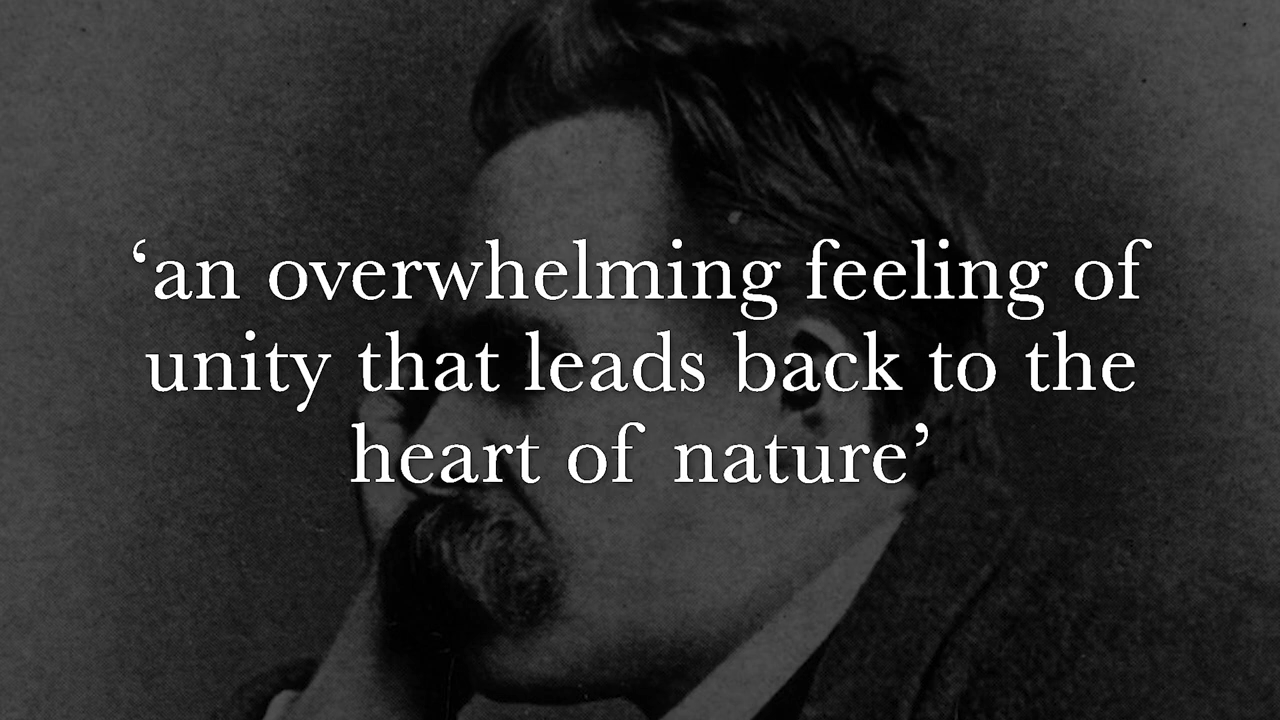 ‘an overwhelming feeling of
unity that leads back to the
heart of nature’